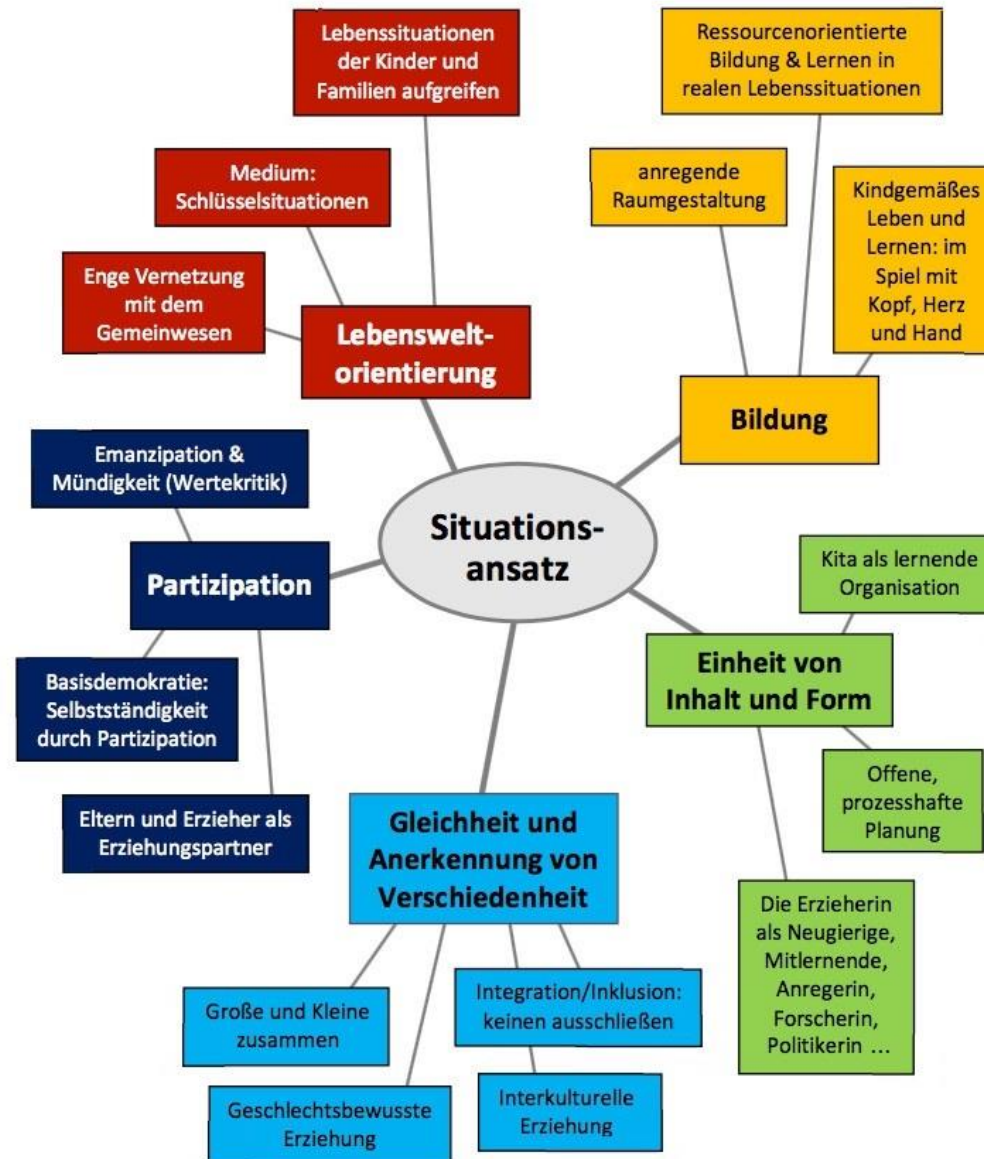 Lebenssituationen
der Kinder und
Familien aufgreifen
Medium:
Schlüsselsituationen
Enge Vernetzung
mit dem
Gemeinwesen
Lebenswelt-
orientierung
Ressourcenorientierte
Bildung & Lernen in
realen Lebenssituationen
anregende
Raumgestaltung
Kindgemäßes
Leben und
Lernen: im
Spiel mit
Kopf, Herz
und Hand
Bildung
Situations-
ansatz
Emanzipation &
Mündigkeit (Wertekritik)
Partizipation
Basisdemokratie:
Selbstständigkeit
durch Partizipation
Eltern und Erzieher als
Erziehungspartner
Kita als lernende
Organisation
Einheit von
Inhalt und Form
Offene,
prozesshafte
Planung
Die Erzieherin
als Neugierige,
Mitlernende,
Anregerin,
Forscherin,
Politikerin ...
Gleichheit und
Anerkennung von
Verschiedenheit
Große und Kleine
zusammen
Integration/Inklusion:
keinen ausschließen
Geschlechtsbewusste
Erziehung
Interkulturelle
Erziehung